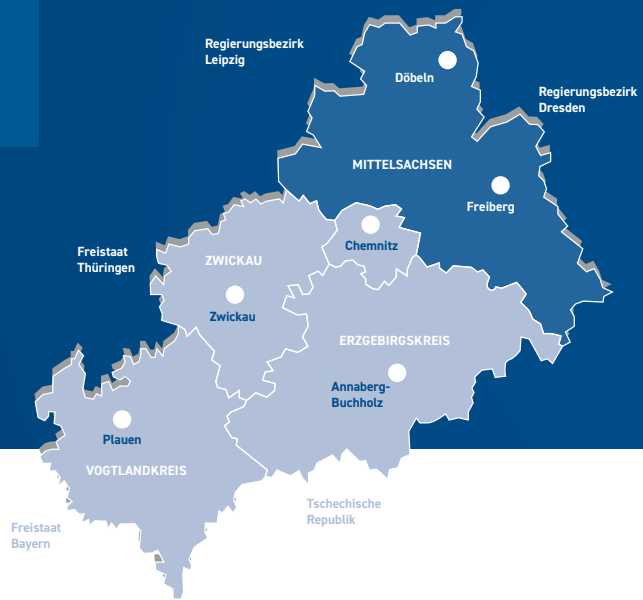 Regierungsbezirk
Leipzig
Döbeln
Regierungsbezirk
Dresden
MITTELSACHSEN
Freiberg
Chemnitz
Freistaat
Thüringen
ZWICKAU
Zwickau
ERZGEBIRGSKREIS
Annaberg-
Buchholz
Plauen
VOGTLANDKREIS
Tschechische
Republik
Freistaat
Bayern